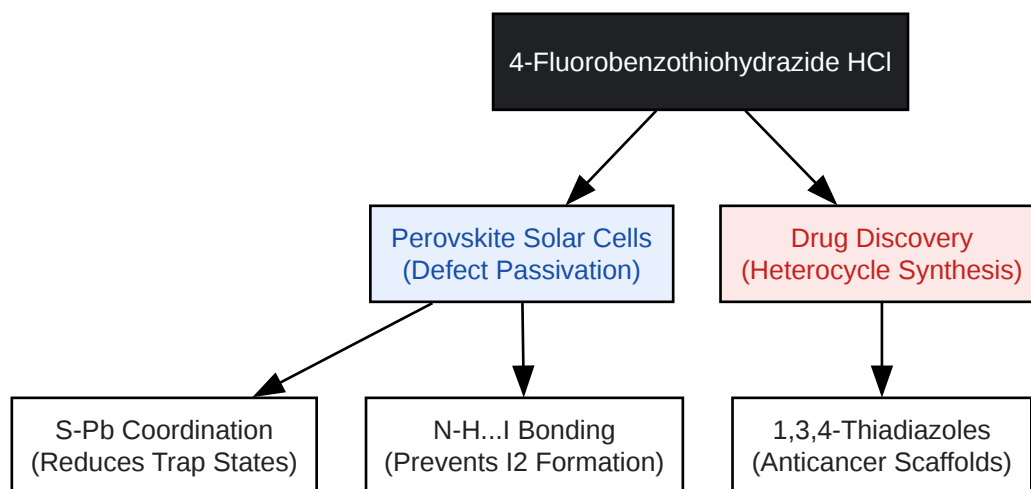 4-Fluorobenzothiohydrazide HCl
Perovskite Solar Cells
(Defect Passivation)
Drug Discovery
(Heterocycle Synthesis)
S-Pb Coordination
(Reduces Trap States)
N-H...I Bonding
(Prevents I2 Formation)
1,3,4-Thiadiazoles
(Anticancer Scaffolds)